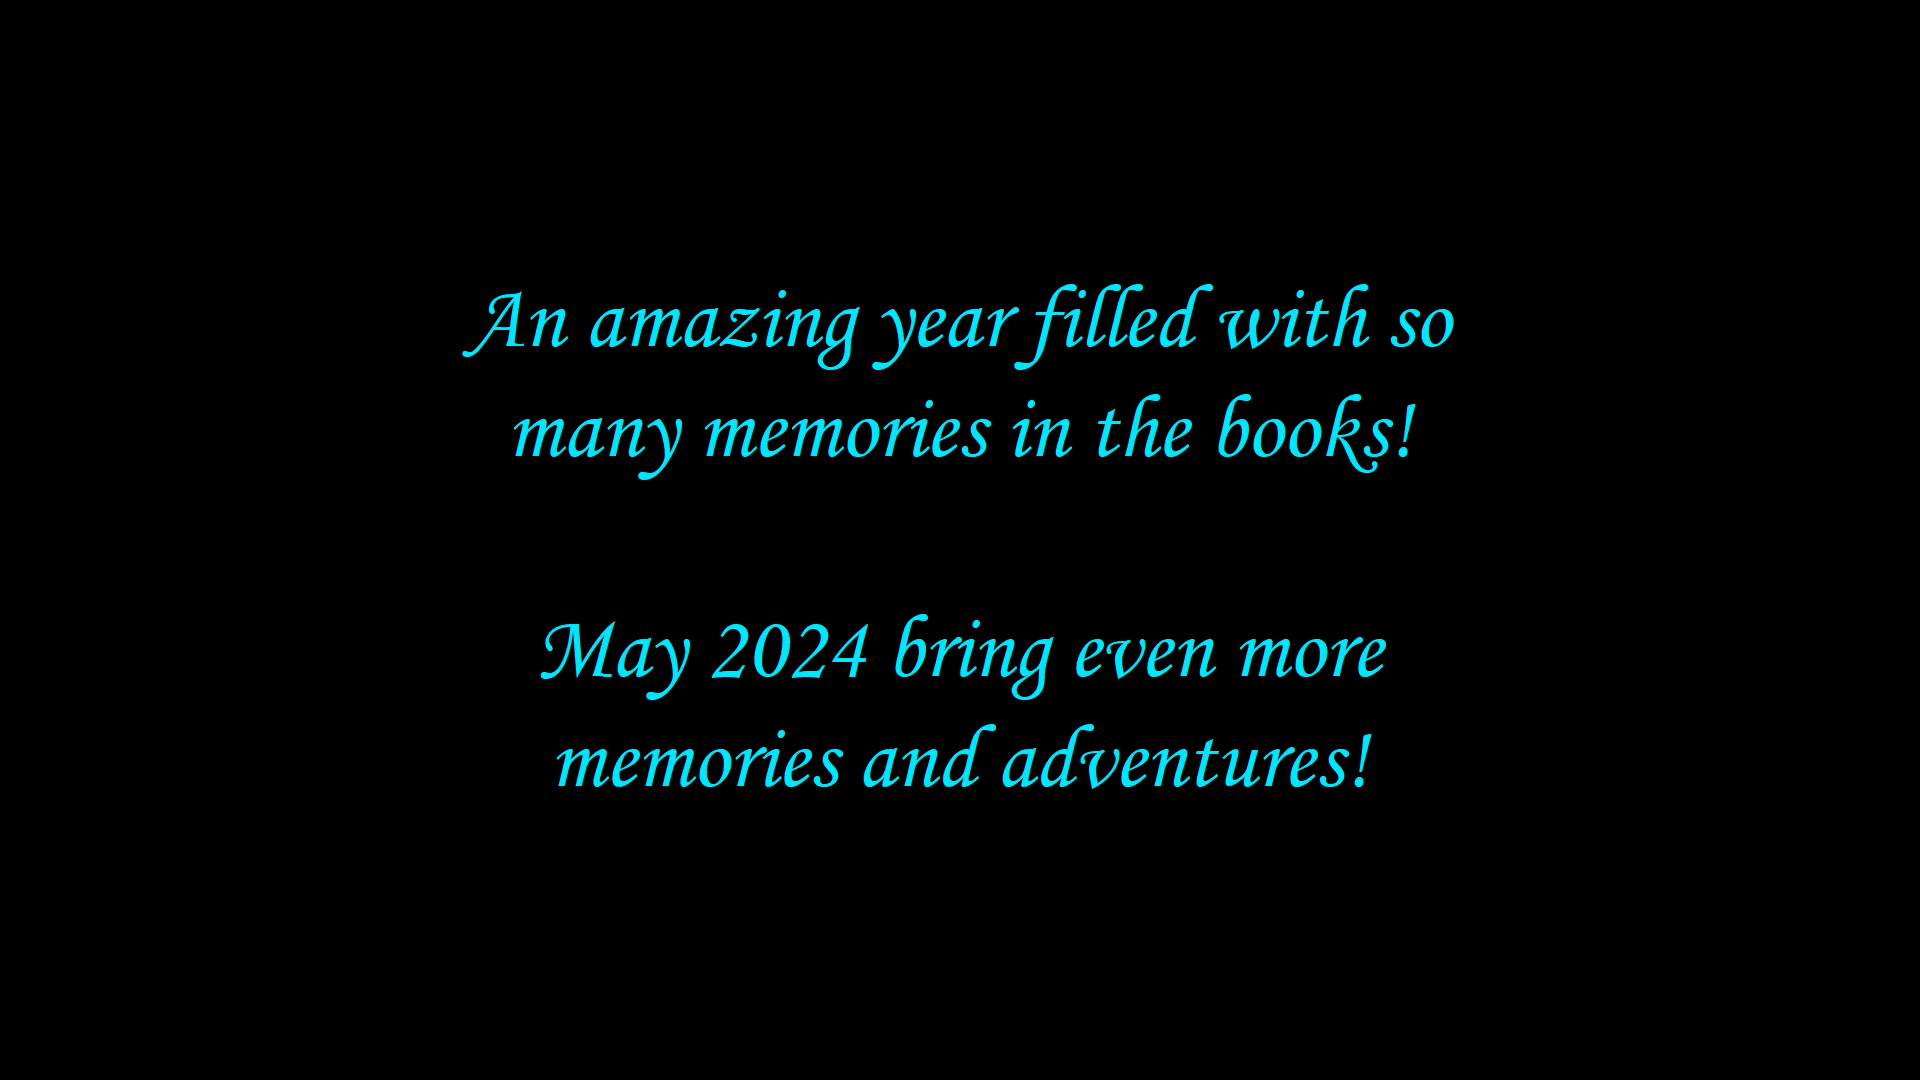 An amazing year filled with so
many memories in the books!
May 2024 bring even more
memories and adventures!